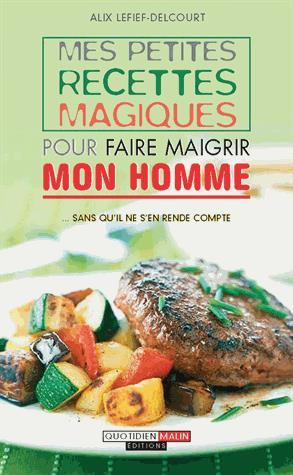 ALIX LEFIEF-DELCOURT
MES PETITES
RECETTES
MAGIQUES
POUR FAIRE MAIGRIR
MON HOMME
... SANS QU'IL NE S'EN RENDE COMPTE
QUOTIDIEN MALIN
EDITIONS